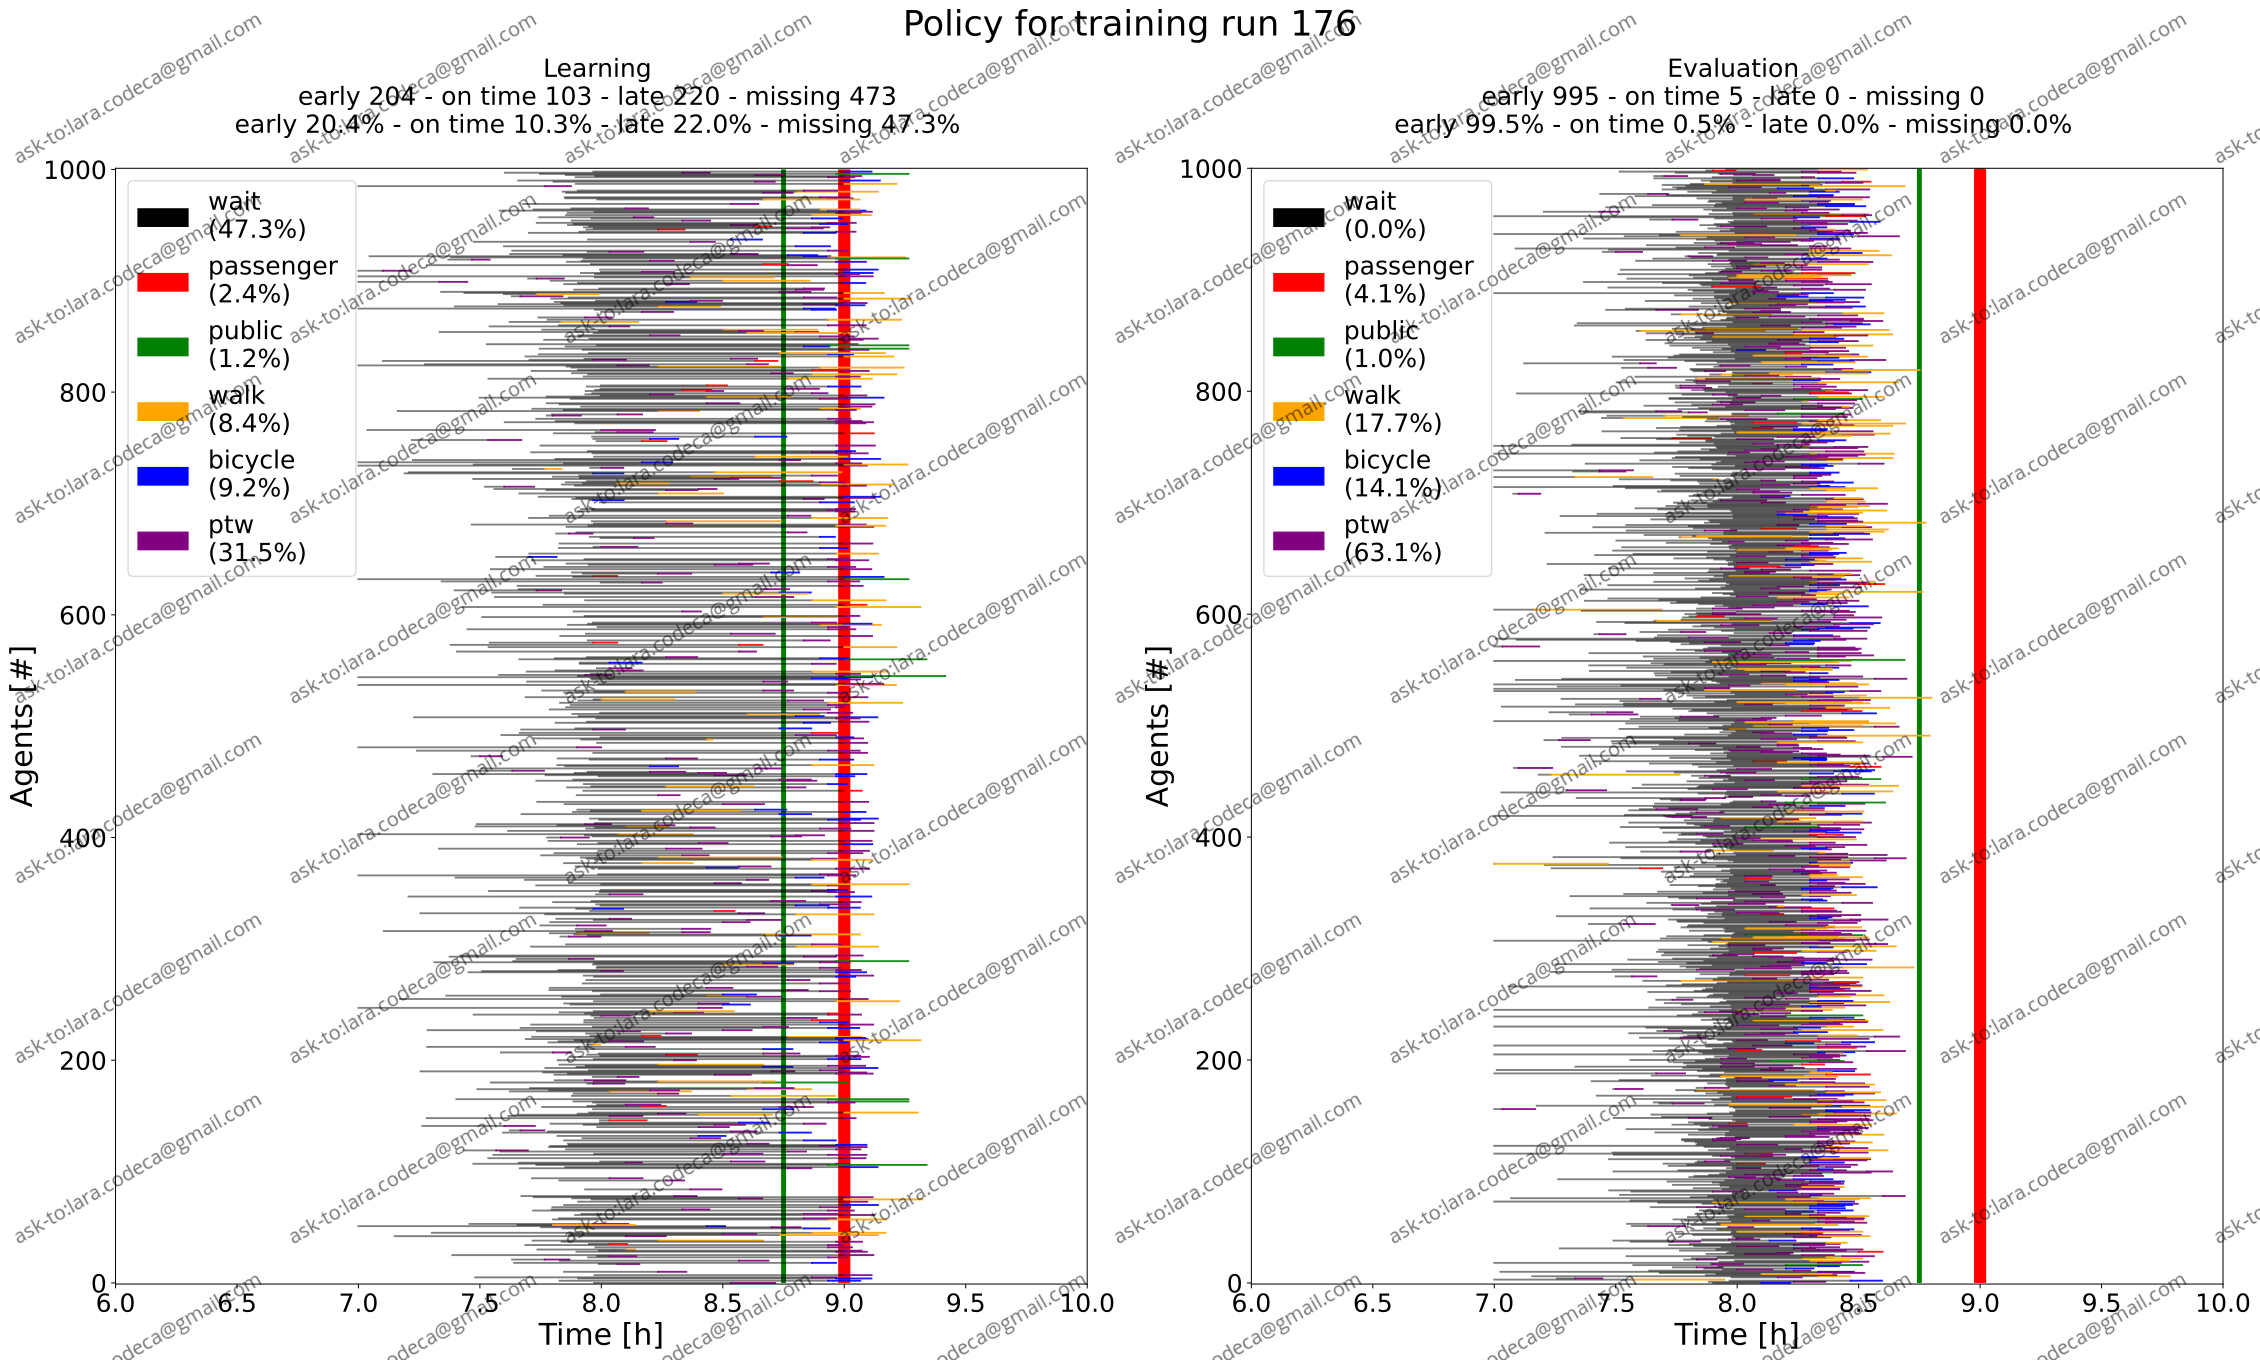 Policy for training run 176
Learning
early 204 - on time 103 - late 220 - missing 473
early 20.4% - on time 10.3% - late 22.0% - missing 47.3%
1000
800
600
400
200
0
Agents [#]
wait
(47.3%)
passenger
(2.4%)
public
(1.2%)
walk
(8.4%)
bicycle
(9.2%)
ptw
(31.5%)
6.0 6.5 7.0 7.5 8.0 8.5 9.0 9.5 10.0
Time [h]
Evaluation
early 995 - on time 5 - late 0 - missing 0
early 99.5% - on time 0.5% - late 0.0% - missing 0.0%
1000
800
600
400
200
0
Agents [#]
wait
(0.0%)
passenger
(4.1%)
public
(1.0%)
walk
(17.7%)
bicycle
(14.1%)
ptw
(63.1%)
6.0 6.5 7.0 7.5 8.0 8.5 9.0 9.5 10.0
Time [h]
ask-to:lara.codeca@gmail.com